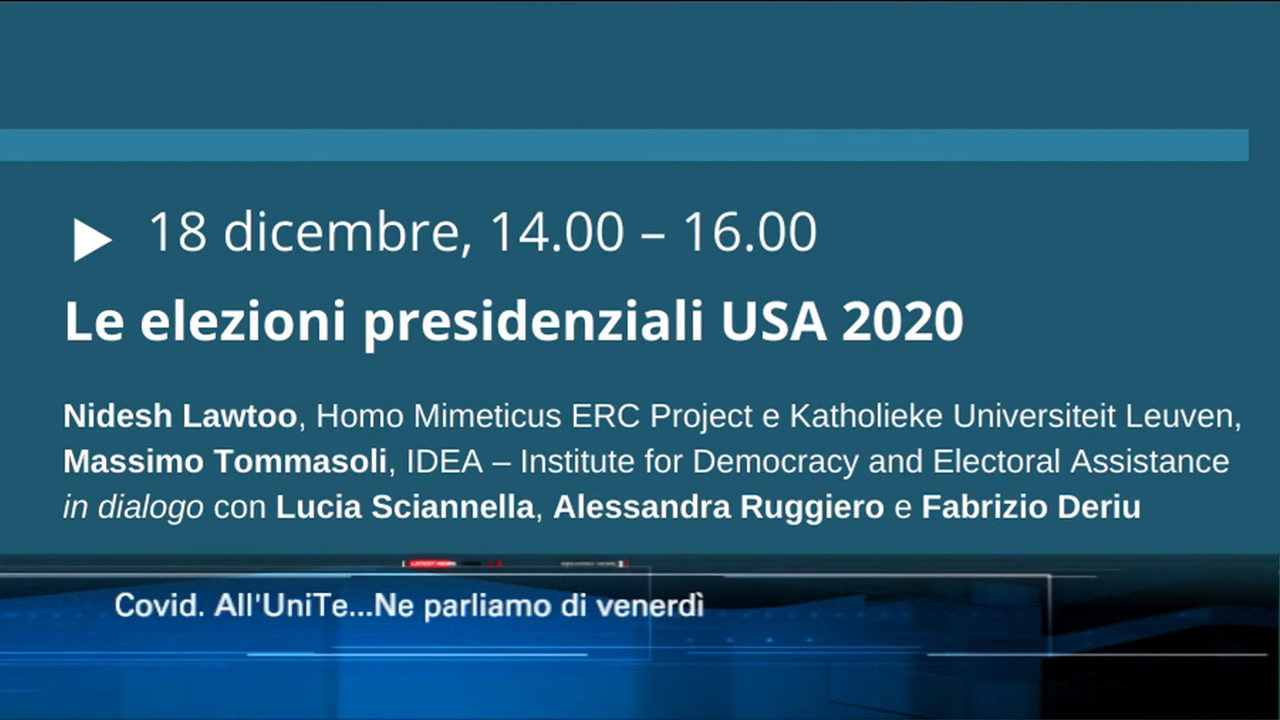 18 dicembre, 14.00 – 16.00
Le elezioni presidenziali USA 2020
Nidesh Lawtoo, Homo Mimeticus ERC Project e Katholieke Universiteit Leuven,
Massimo Tommasoli, IDEA – Institute for Democracy and Electoral Assistance
in dialogo con Lucia Sciannella, Alessandra Ruggiero e Fabrizio Deriu
LATEST NEWS
Covid. All'UniTe...Ne parliamo di venerdì